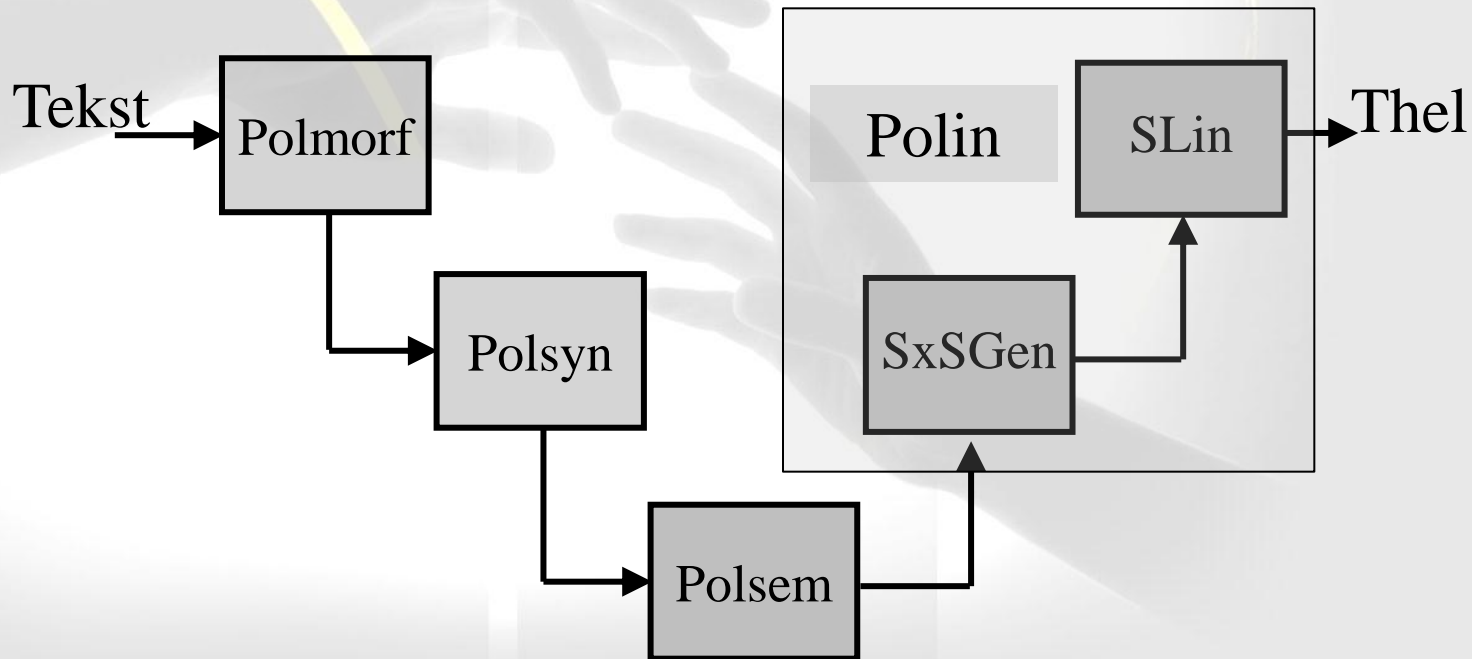 Tekst
Polmorf
Polsyn
Polsem
SxSGen
Polin
SLin
Thel